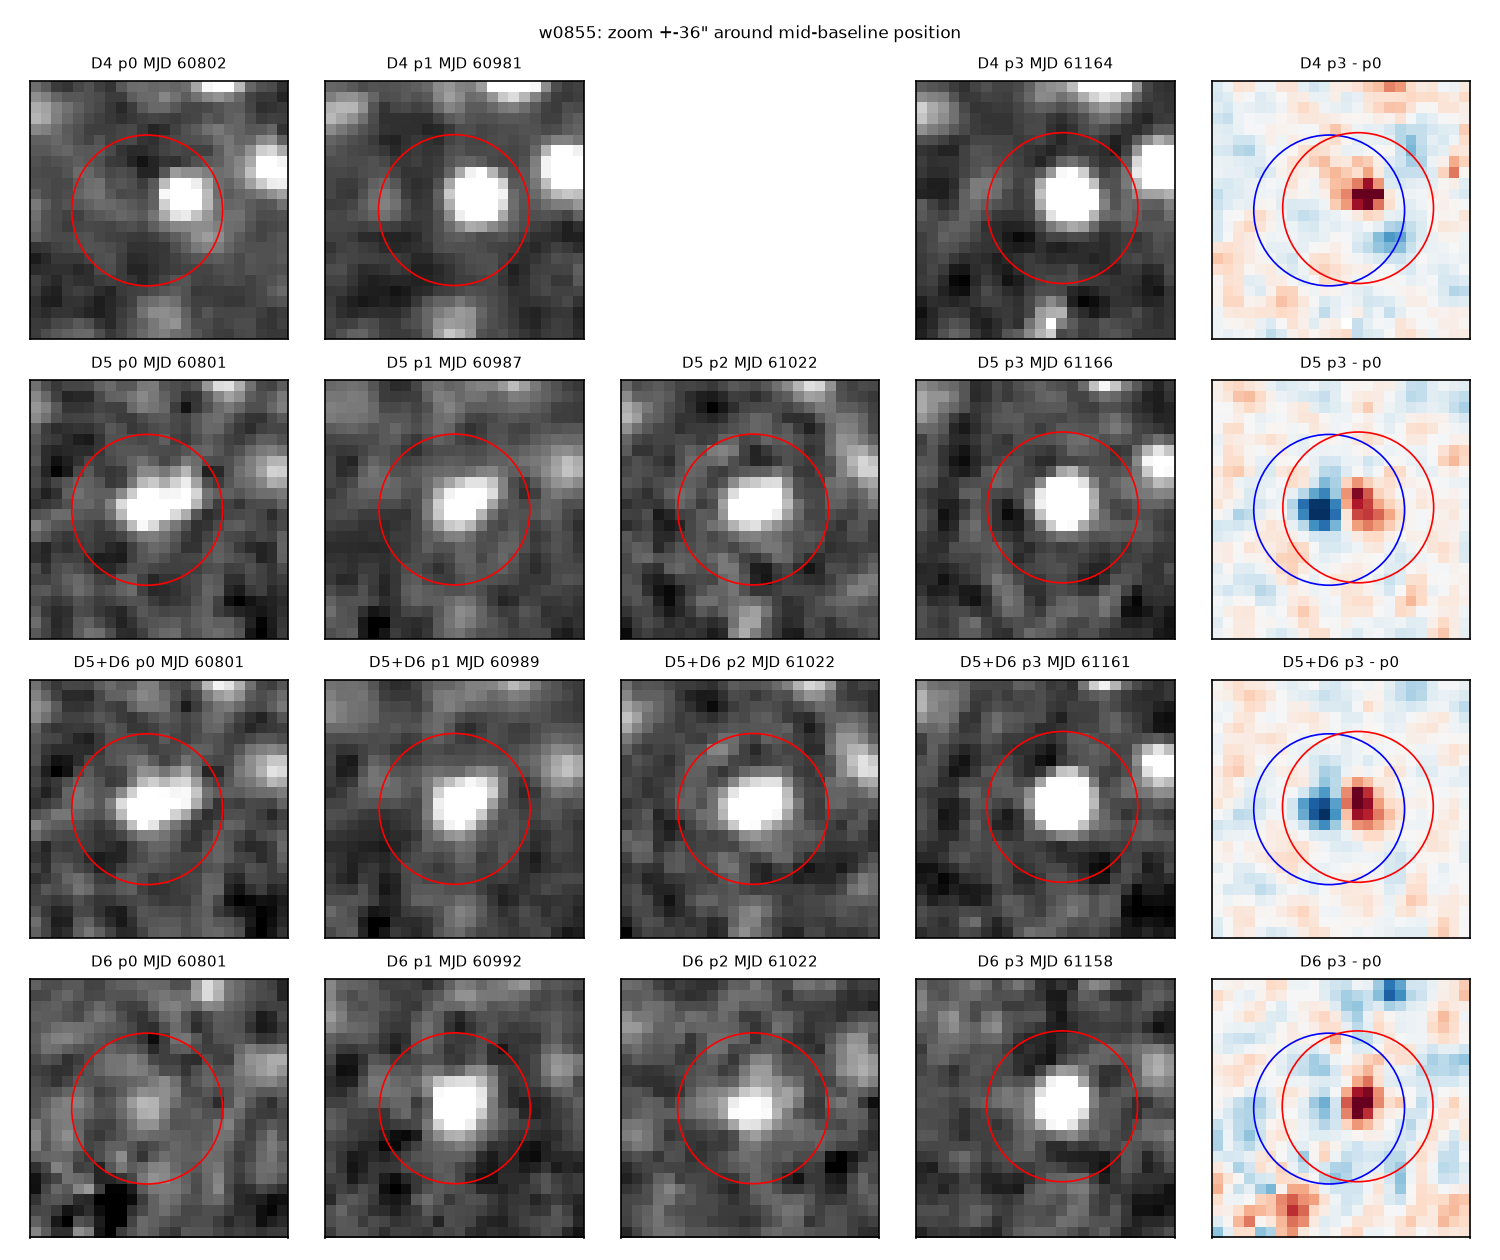 w0855: zoom +-36" around mid-baseline position
D4 p0 MJD 60802
D4 p1 MJD 60981
D4 p3 MJD 61164
D4 p3 - p0
D5 p0 MJD 60801
D5 p1 MJD 60987
D5 p2 MJD 61022
D5 p3 MJD 61166
D5 p3 - p0
D5+D6 p0 MJD 60801
D5+D6 p1 MJD 60989
D5+D6 p2 MJD 61022
D5+D6 p3 MJD 61161
D5+D6 p3 - p0
D6 p0 MJD 60801
D6 p1 MJD 60992
D6 p2 MJD 61022
D6 p3 MJD 61158
D6 p3 - p0